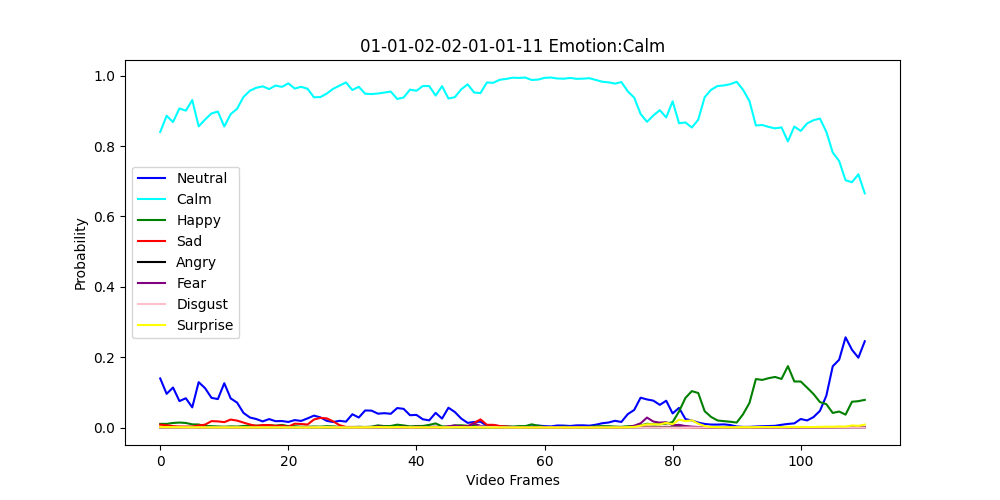 01-01-02-02-01-01-11 Emotion:Calm
1.0
0.8
0.6
0.4
0.2
0.0
Probability
Neutral
Calm
Happy
Sad
Angry
Fear
Disgust
Surprise
0 20 40 60 80 100
Video Frames